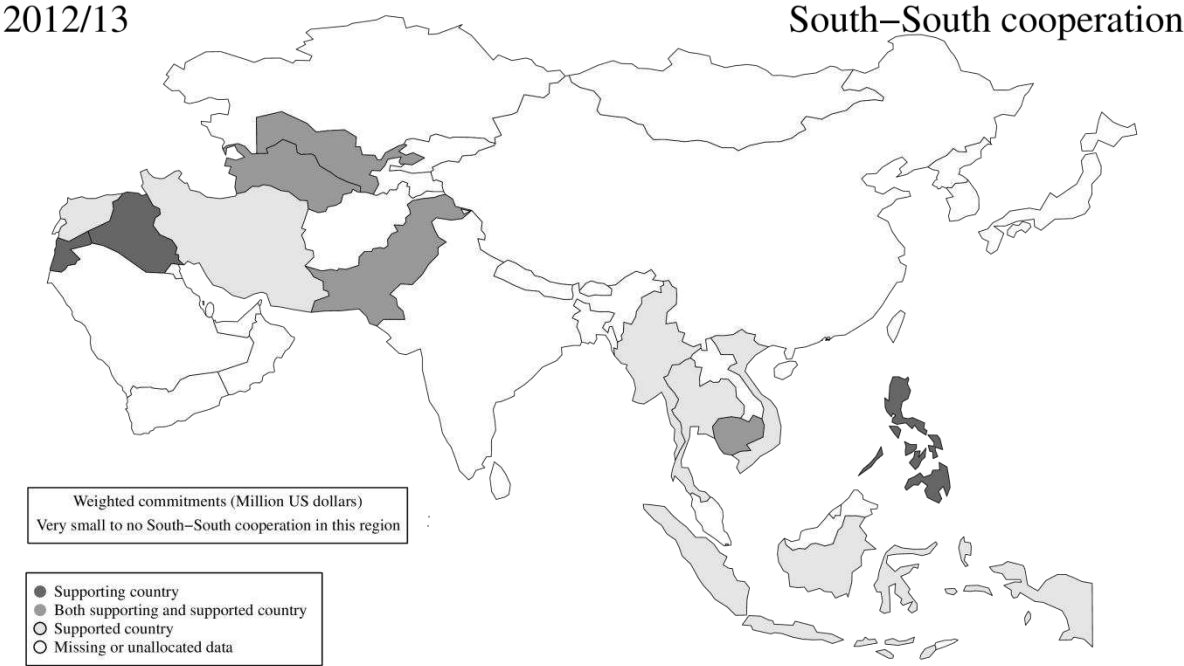 2012/13
South−South cooperation
Weighted commitments (Million US dollars)
Very small to no South−South cooperation in this region
:
Supporting country
Both supporting and supported country
Supported country
Missing or unallocated data